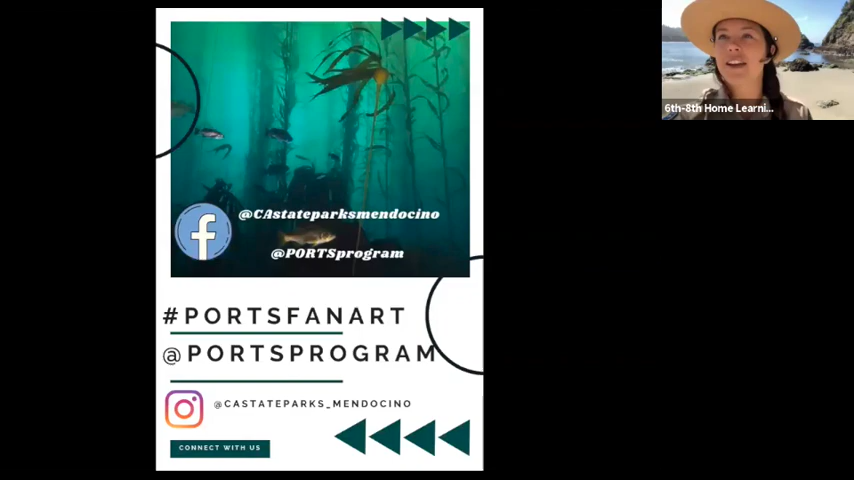 @CAstateparksmendocino
@PORTSprogram
#PORTSFANART
@PORTSPROGRAM
@CASTATEPARKS_MENDOCINO
CONNECT WITH US
6th-8th Home Learni...